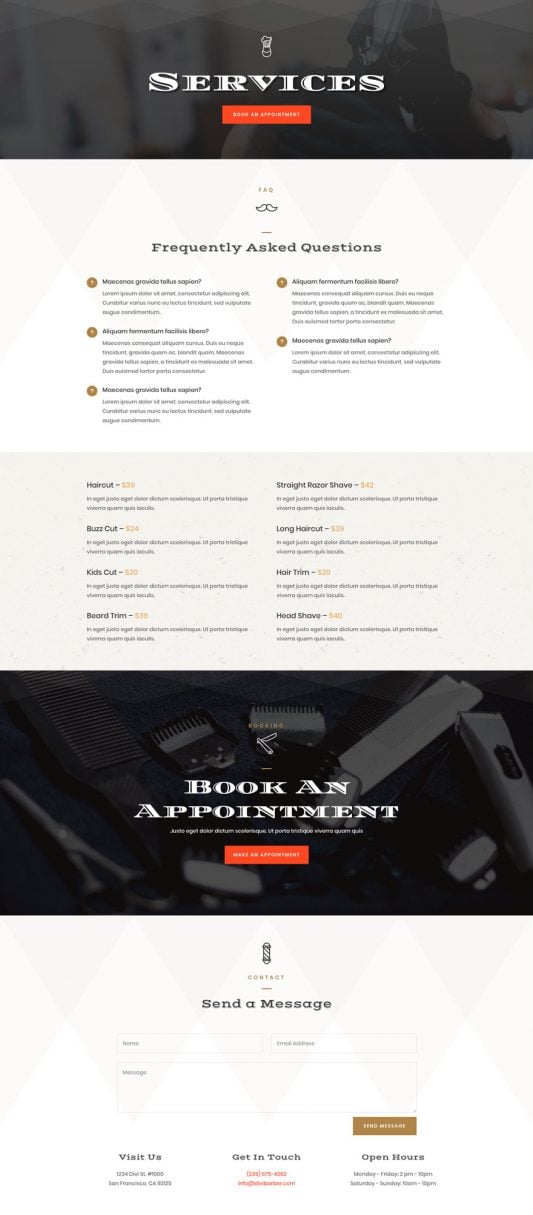 SERVICES
BOOK AN APPOINTMENT
FAQ
Frequently Asked Questions
Maecenas gravida tellus sapien?
Lorem ipsum dolor sit amet, consectetur adipiscing elit.
Curabitur varius nunc eu lectus tincidunt, sed vulputate
augue condimentum.
Aliquam fermentum facilisis libero?
Maecenas consequat aliquam cursus. Duis eu neque
tincidunt, gravida quam ac, blandit quam. Maecenas
gravida tellus sapien, a tincidunt ex malesuada sit amet.
Duis euismod tortor porta consectetur.
Maecenas gravida tellus sapien?
Lorem ipsum dolor sit amet, consectetur adipiscing elit.
Curabitur varius nunc eu lectus tincidunt, sed vulputate
augue condimentum.
Aliquam fermentum facilisis libero?
Maecenas consequat aliquam cursus. Duis eu neque
tincidunt, gravida quam ac, blandit quam. Maecenas
gravida tellus sapien, a tincidunt ex malesuada sit amet.
Duis euismod tortor porta consectetur.
Maecenas gravida tellus sapien?
Lorem ipsum dolor sit amet, consectetur adipiscing elit.
Curabitur varius nunc eu lectus tincidunt, sed vulputate
augue condimentum.
Haircut – $39
In eget justo eget dolor dictum scelerisque. Ut porta tristique
viverra quam quis iaculis.
Buzz Cut – $24
In eget justo eget dolor dictum scelerisque. Ut porta tristique
viverra quam quis iaculis.
Kids Cut – $20
In eget justo eget dolor dictum scelerisque. Ut porta tristique
viverra quam quis iaculis.
Beard Trim – $39
In eget justo eget dolor dictum scelerisque. Ut porta tristique
viverra quam quis iaculis.
Straight Razor Shave – $42
In eget justo eget dolor dictum scelerisque. Ut porta tristique
viverra quam quis iaculis.
Long Haircut – $39
In eget justo eget dolor dictum scelerisque. Ut porta tristique
viverra quam quis iaculis.
Hair Trim – $20
In eget justo eget dolor dictum scelerisque. Ut porta tristique
viverra quam quis iaculis.
Head Shave – $40
In eget justo eget dolor dictum scelerisque. Ut porta tristique
viverra quam quis iaculis.
BOOKING
BOOK AN
APPOINTMENT
Justo eget dolor dictum scelerisque. Ut porta tristique viverra quam quis
MAKE AN APPOINTMENT
CONTACT
Send a Message
Name
Email Address
Message
SEND MESSAGE
Visit Us
1234 Divi St. #1000
San Francisco, CA 92125
Get In Touch
(235) 675-4262
info@divibarber.com
Open Hours
Monday - Friday: 2 pm - 10pm
Saturday - Sunday: 10am - 10pm